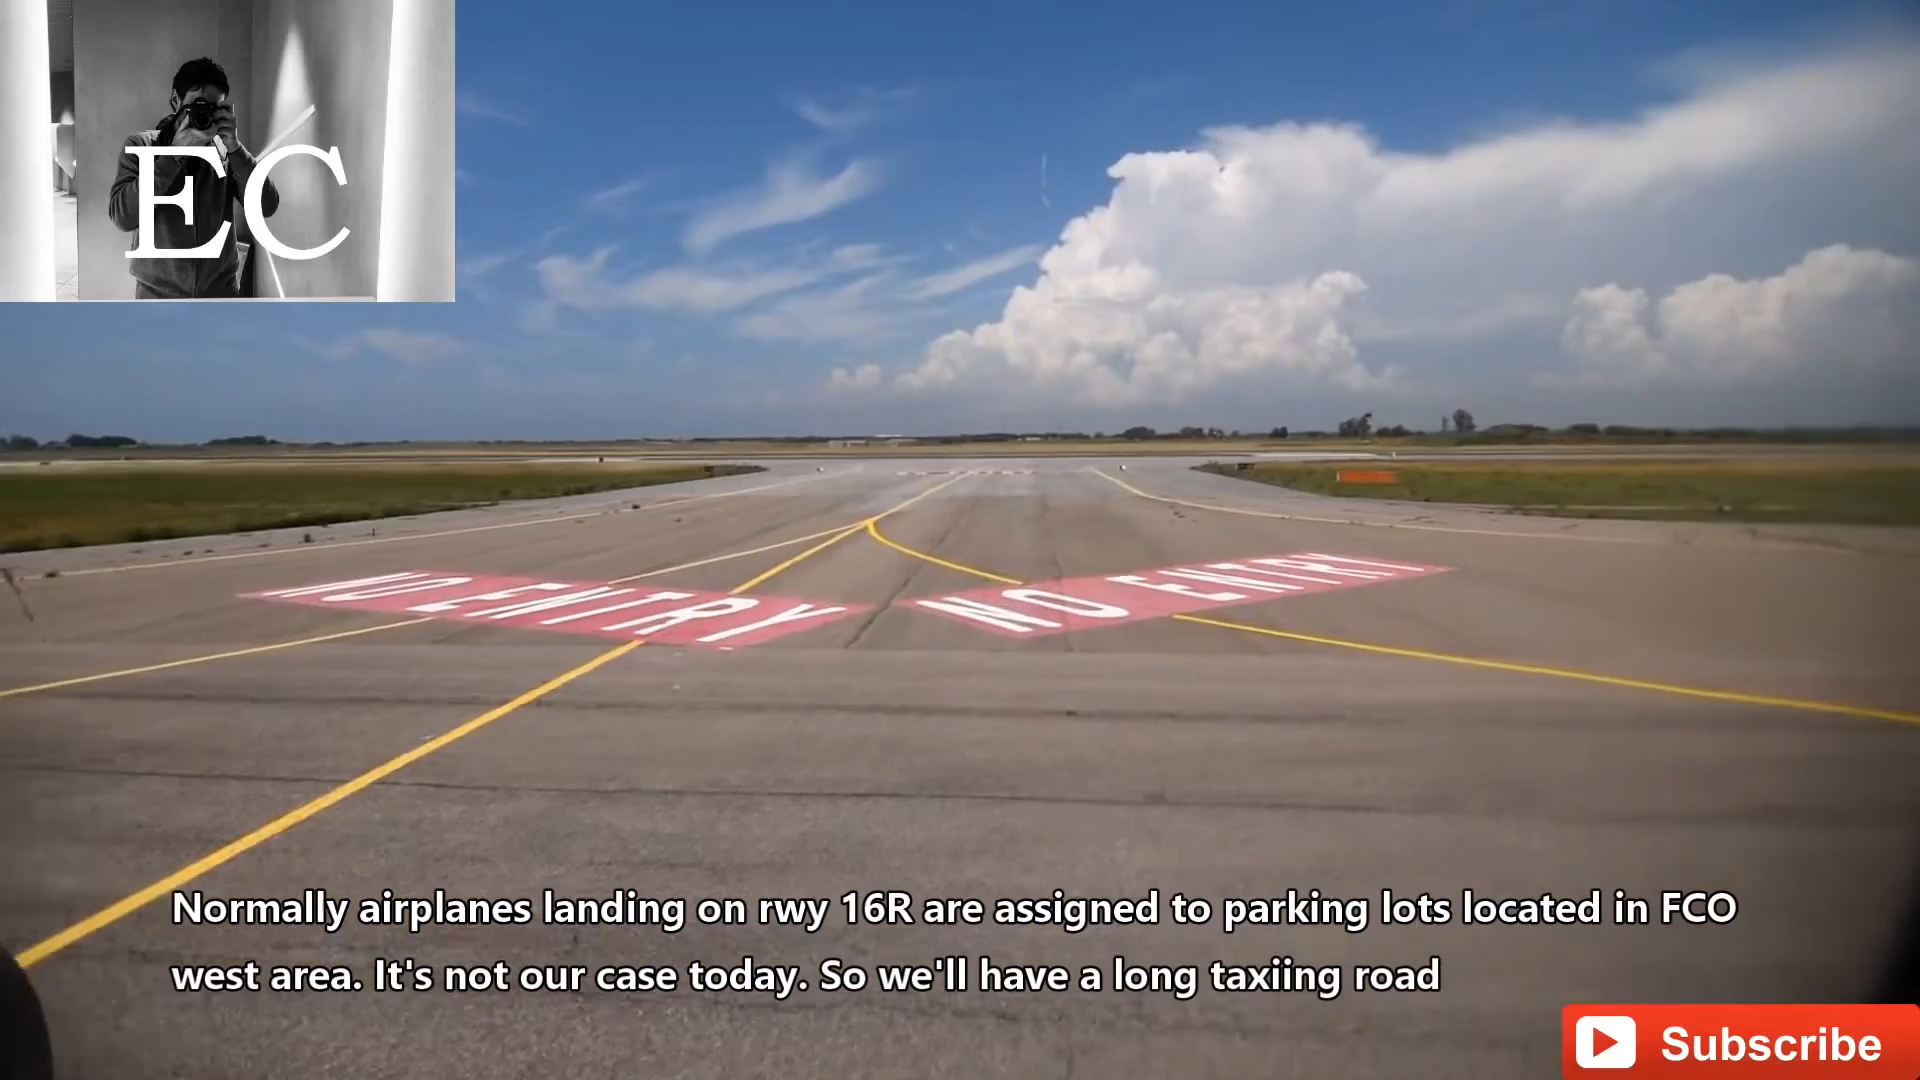 EC
NO ENTRY
NO ENTRY
Normally airplanes landing on rwy 16R are assigned to parking lots located in FCO
west area. It's not our case today. So we'll have a long taxiing road
Subscribe